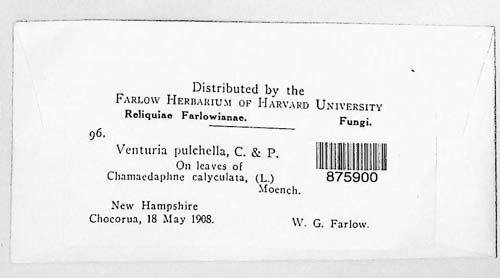 Distributed by the
FARLOW HERBARIUM OF HARVARD UNIVERSITY
Reliquiae Farlowianae. Fungi.
96.
Venturia pulchella, C. & P.
On leaves of
Chamaedaphne calyculata, (L.)
Moench.
875900
New Hampshire
Chocorua, 18 May 1908.
W. G. Farlow.